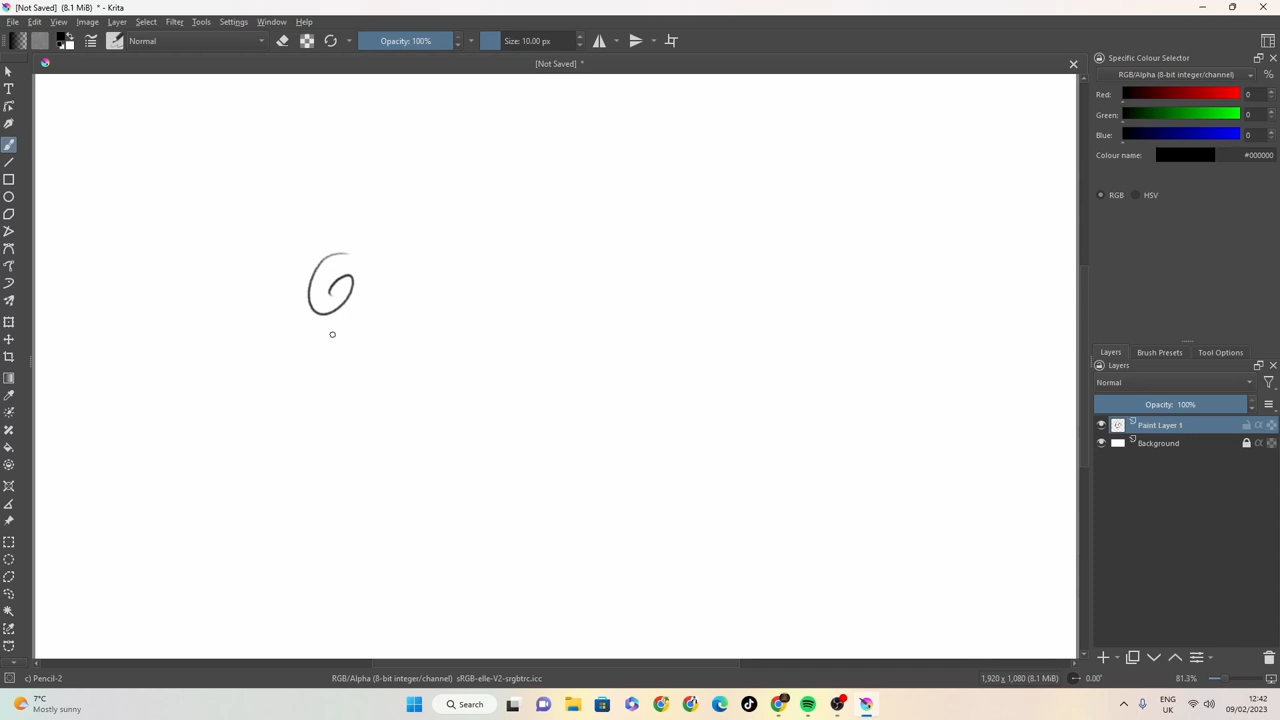 [Not Saved] (8.1 MiB) * - Krita
File Edit View Image Layer Select Filter Tools Settings Window Help
Normal Opacity: 100% Size: 10.00 px
[Not Saved] *
Specific Colour Selector
RGB/Alpha (8-bit integer/channel) %
Red: 0
Green: 0
Blue: 0
Colour name: #000000
RGB HSV
6
Layers Brush Presets Tool Options
Layers
Normal
Opacity: 100%
Paint Layer 1
Background
c) Pencil-2 RGB/Alpha (8-bit integer/channel) sRGB-elle-V2-srgbtrc.icc 1,920 x 1,080 (8.1 MiB) 0.00° 81.3%
7°C
Mostly sunny
Search
ENG
UK
12:42
09/02/2023